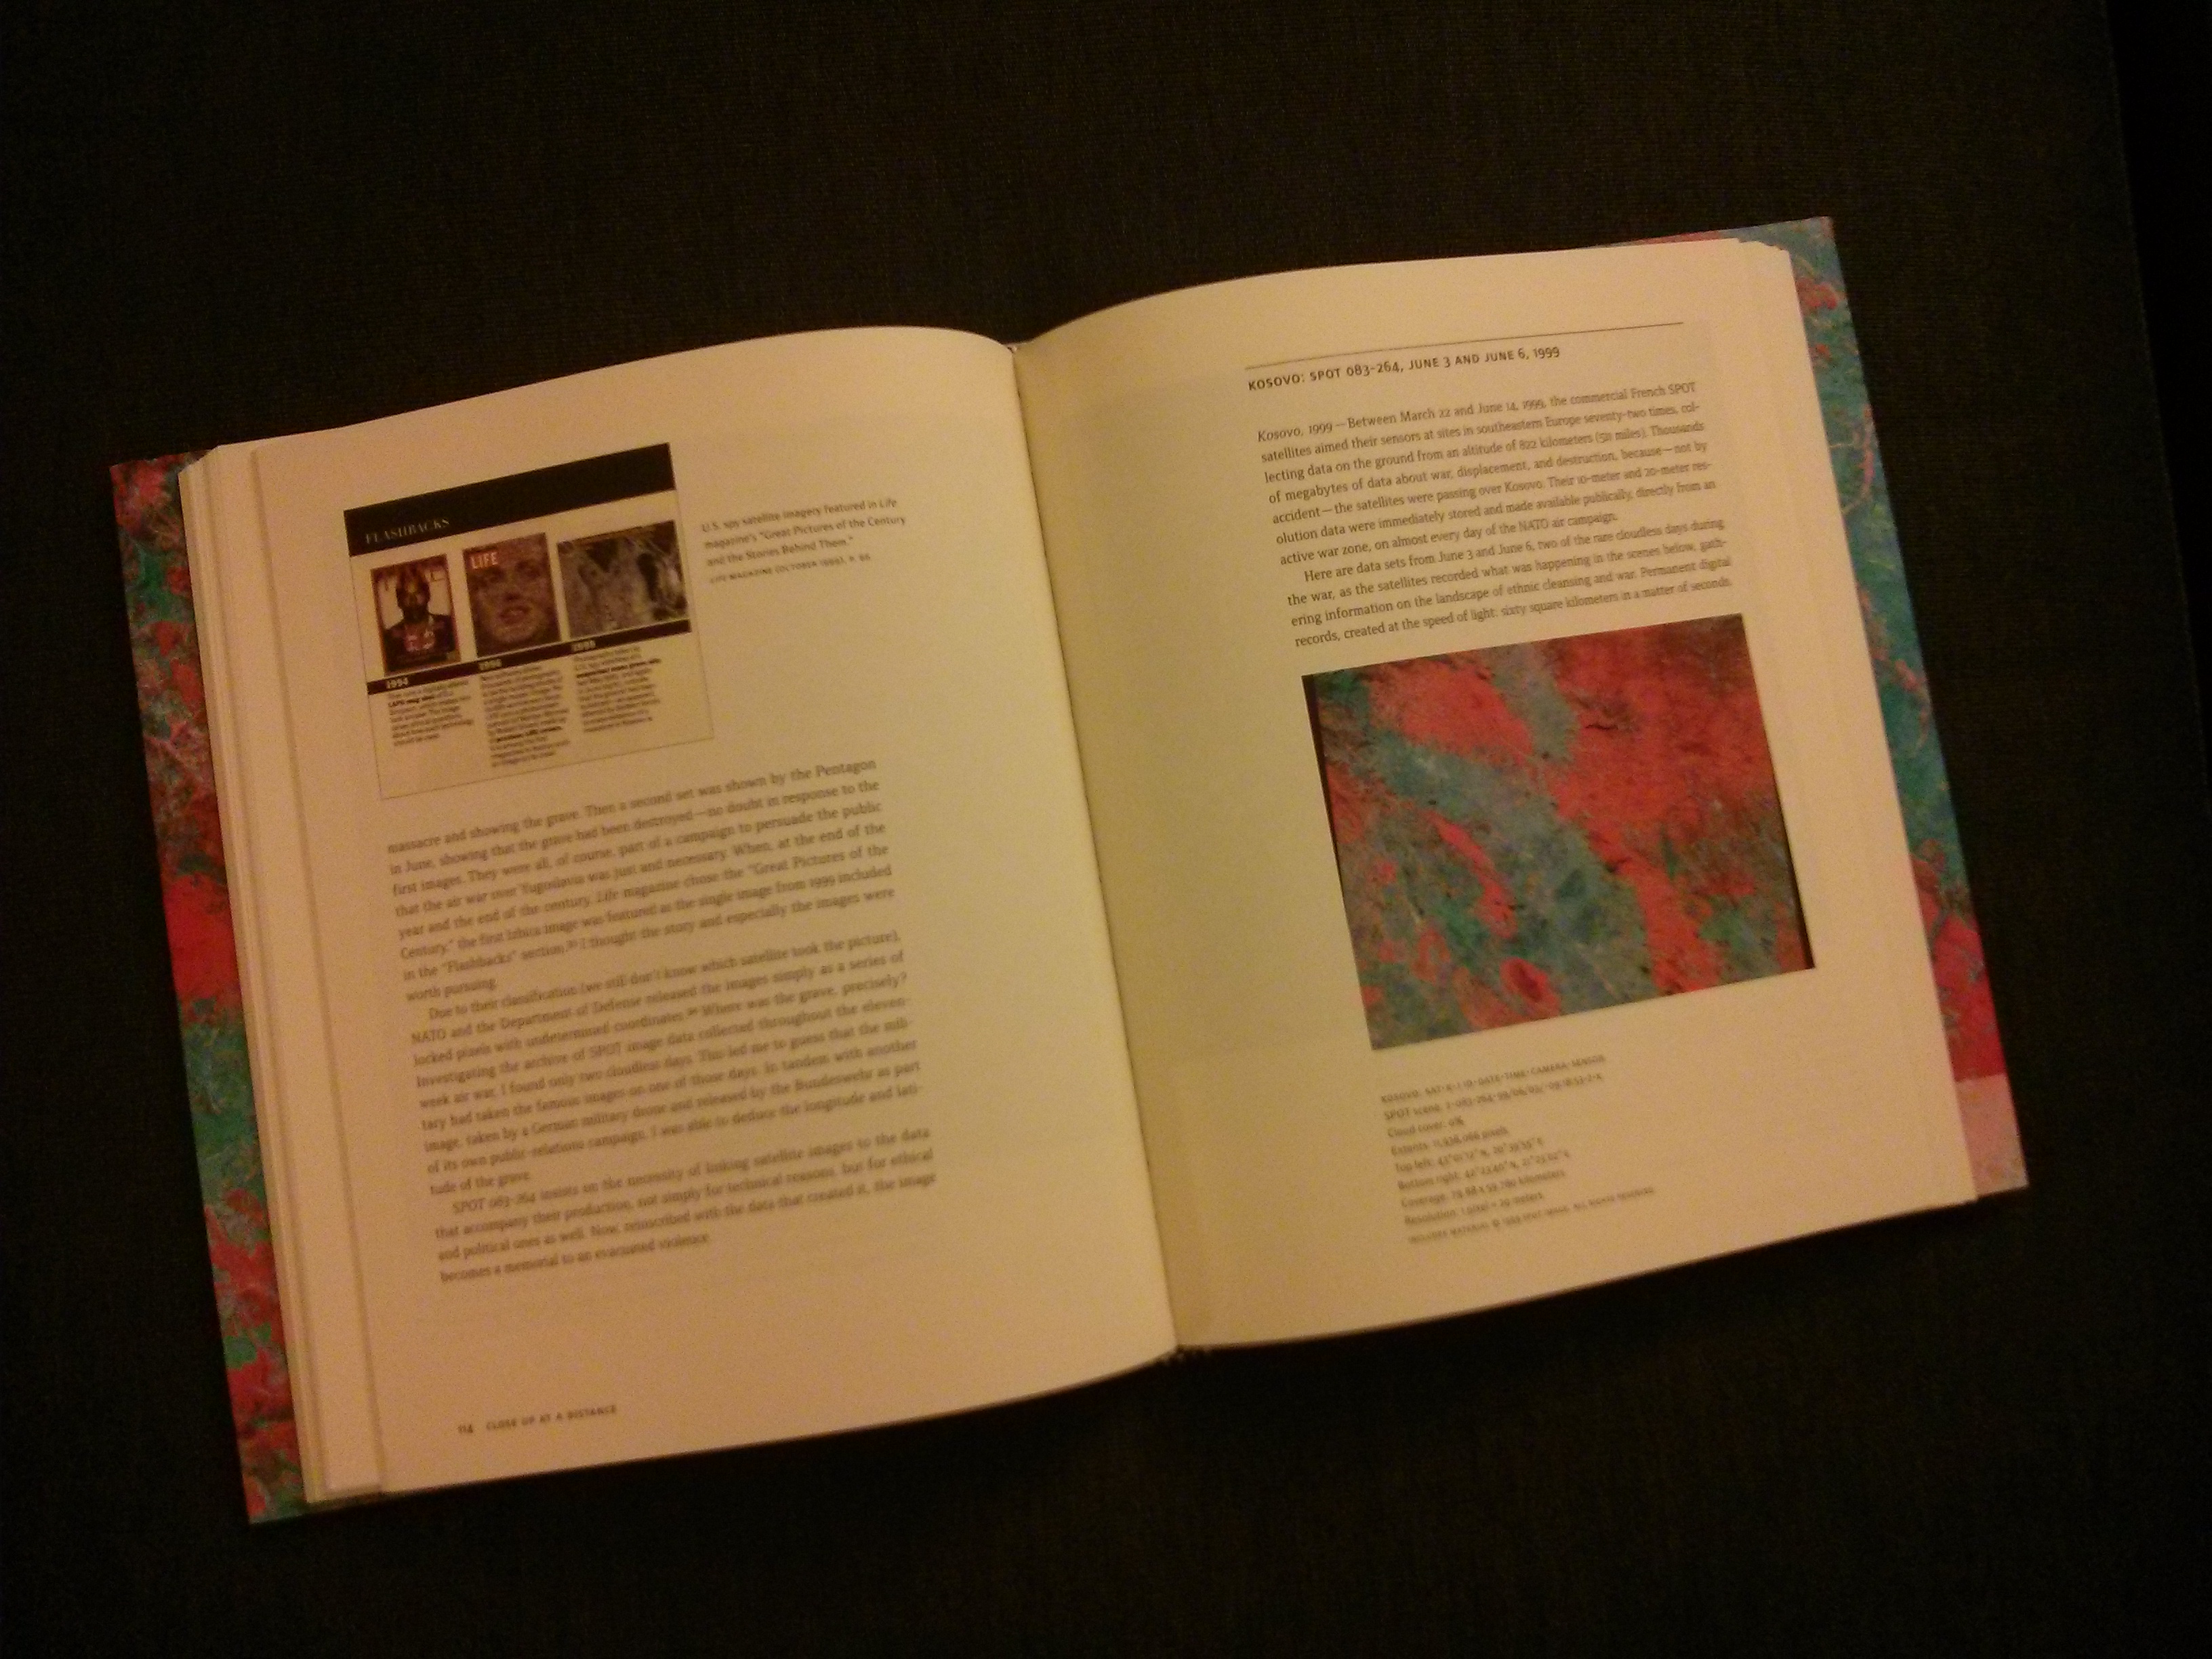 FLASHBACKS
LIFE
1994
1996
1999
U.S. spy satellite imagery featured in Life
magazine's "Great Pictures of the Century
and the Stories Behind Them."
LIFE MAGAZINE (OCTOBER 1999), P.
massacre and showing the grave. Then a second set was shown by the Pentagon
in June, showing that the grave had been destroyed—no doubt in response to the
first images. They were all, of course, part of a campaign to persuade the public
that the air war over Yugoslavia was just and necessary. When, at the end of the
year and the end of the century, Life magazine chose the "Great Pictures of the
Century," the first Izbica image was featured as the single image from 1999 included
in the "Flashbacks" section. I thought the story and especially the images were
worth pursuing.
Due to their classification (we still don't know which satellite took the picture),
NATO and the Department of Defense released the images simply as a series of
locked pixels with undetermined coordinates. Where was the grave, precisely?
Investigating the archive of SPOT image data collected throughout the eleven-
week air war, I found only two cloudless days. This led me to guess that the mili-
tary had taken the famous images on one of those days. In tandem with another
image, taken by a German military drone and released by the Bundeswehr as part
of its own public-relations campaign, I was able to deduce the longitude and lati-
tude of the grave.
SPOT 083-264 insists on the necessity of linking satellite images to the data
that accompany their production, not simply for technical reasons, but for ethical
and political ones as well. Now, reinscribed with the data that created it, the image
becomes a memorial to an evacuated violence.
114 CLOSE UP AT A DISTANCE
KOSOVO: SPOT 083-264, JUNE 3 AND JUNE 6, 1999
Kosovo, 1999—Between March 22 and June 14, 1999, the commercial French SPOT
satellites aimed their sensors at sites in southeastern Europe seventy-two times, col-
lecting data on the ground from an altitude of 822 kilometers (511 miles). Thousands
of megabytes of data about war, displacement, and destruction, because—not by
accident—the satellites were passing over Kosovo. Their 10-meter and 20-meter res-
olution data were immediately stored and made available publically, directly from an
active war zone, on almost every day of the NATO air campaign.
Here are data sets from June 3 and June 6, two of the rare cloudless days during
the war, as the satellites recorded what was happening in the scenes below, gath-
ering information on the landscape of ethnic cleansing and war. Permanent digital
records, created at the speed of light: sixty square kilometers in a matter of seconds.
KOSOVO: SAT-K-J ID-DATE-TIME-CAMERA-SENSOR
SPOT scene:
Cloud cover: 0%
Extents: pixels
Top left:
Bottom right:
Coverage: kilometers
Resolution: 1 pixel = 20 meters
INCLUDES MATERIAL © 1999 SPOT IMAGE. ALL RIGHTS RESERVED.